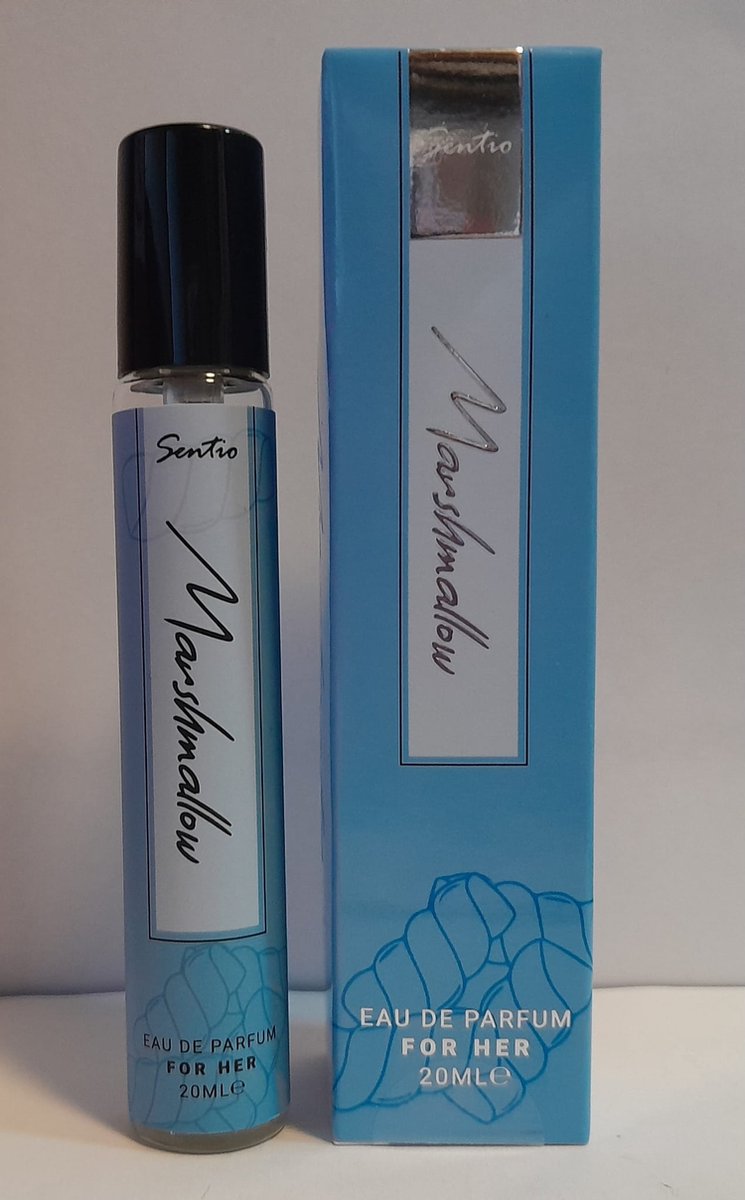 Sentio
Marshmallow
EAU DE PARFUM
FOR HER
20ML℮
Sentio
Marshmallow
EAU DE PARFUM
FOR HER
20ML℮